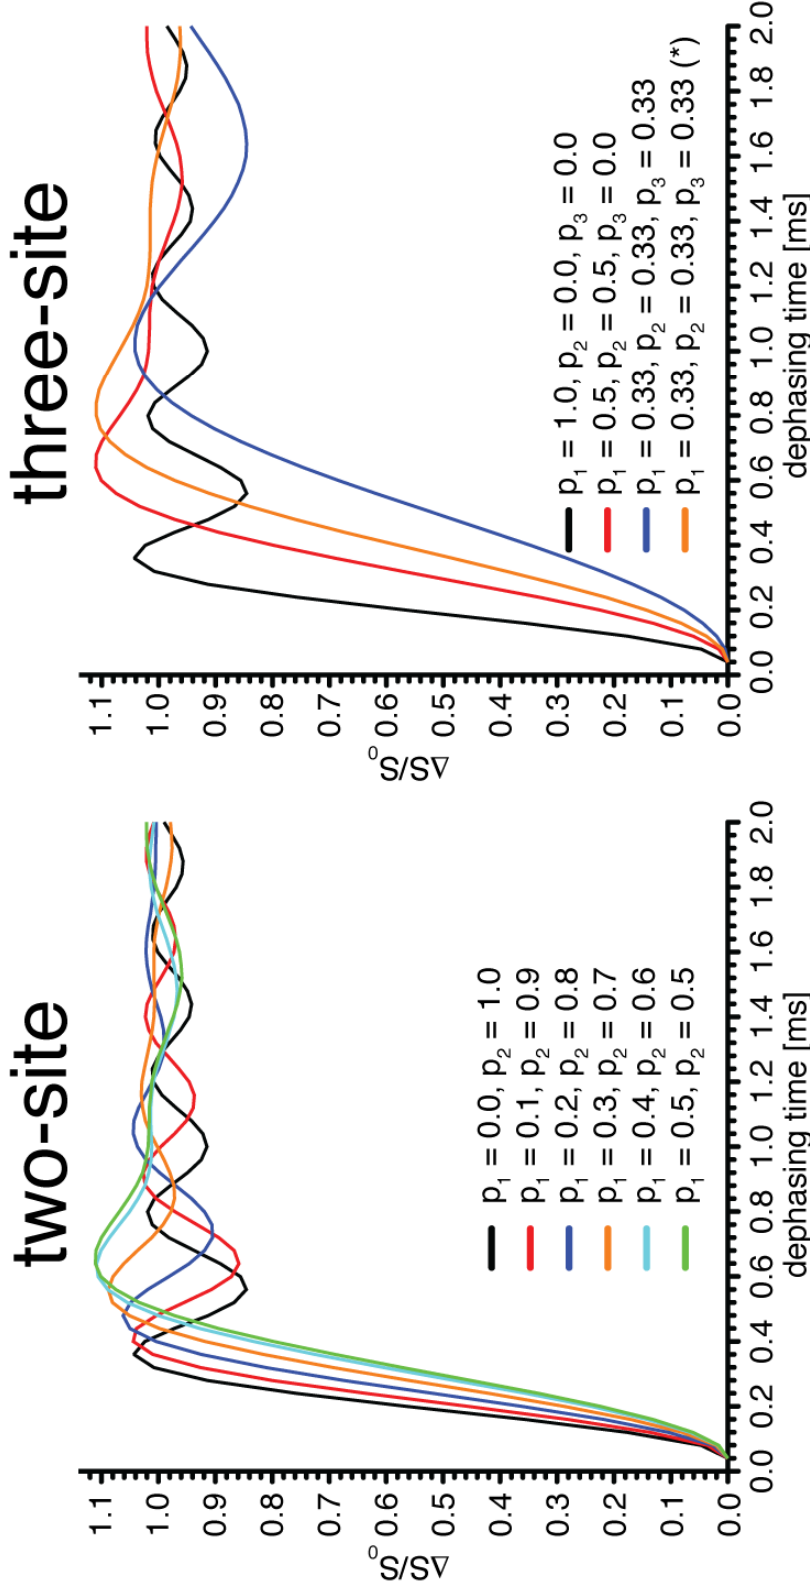 two-site
ΔS/S₀
1.1
1.0
0.9
0.8
0.7
0.6
0.5
0.4
0.3
0.2
0.1
0.0
p₁ = 0.0, p₂ = 1.0
p₁ = 0.1, p₂ = 0.9
p₁ = 0.2, p₂ = 0.8
p₁ = 0.3, p₂ = 0.7
p₁ = 0.4, p₂ = 0.6
p₁ = 0.5, p₂ = 0.5
0.0 0.2 0.4 0.6 0.8 1.0 1.2 1.4 1.6 1.8 2.0
dephasing time [ms]
three-site
ΔS/S₀
1.1
1.0
0.9
0.8
0.7
0.6
0.5
0.4
0.3
0.2
0.1
0.0
p₁ = 1.0, p₂ = 0.0, p₃ = 0.0
p₁ = 0.5, p₂ = 0.5, p₃ = 0.0
p₁ = 0.33, p₂ = 0.33, p₃ = 0.33
p₁ = 0.33, p₂ = 0.33, p₃ = 0.33 (*)
0.0 0.2 0.4 0.6 0.8 1.0 1.2 1.4 1.6 1.8 2.0
dephasing time [ms]